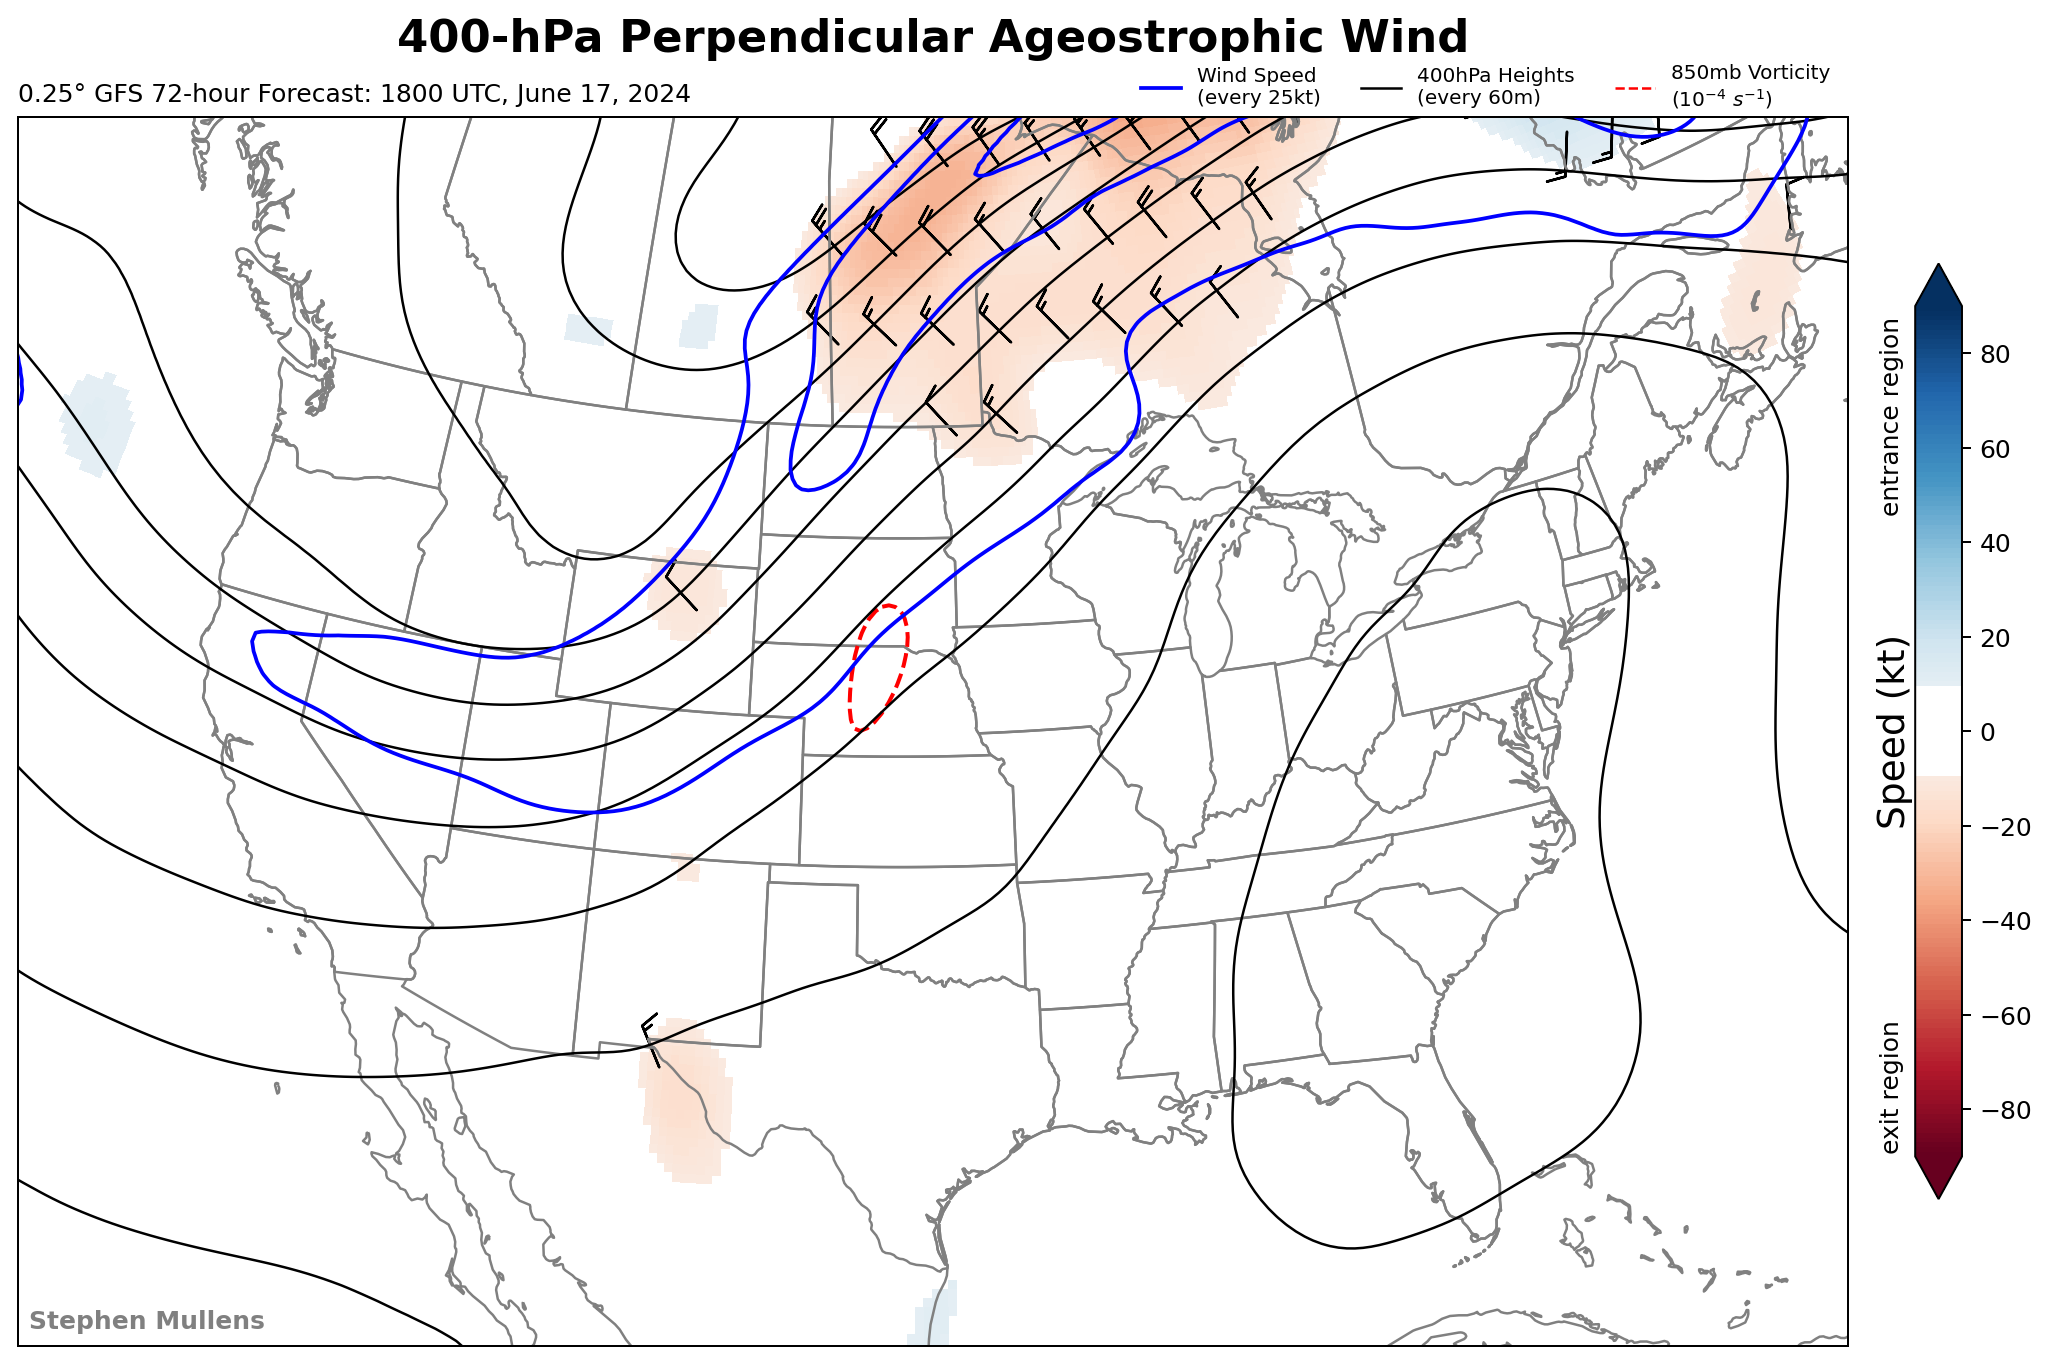 400-hPa Perpendicular Ageostrophic Wind
0.25° GFS 72-hour Forecast: 1800 UTC, June 17, 2024
Wind Speed
(every 25kt)
400hPa Heights
(every 60m)
850mb Vorticity
(10⁻⁴ s⁻¹)
entrance region
Speed (kt)
exit region
80
60
40
20
0
−20
−40
−60
−80
Stephen Mullens